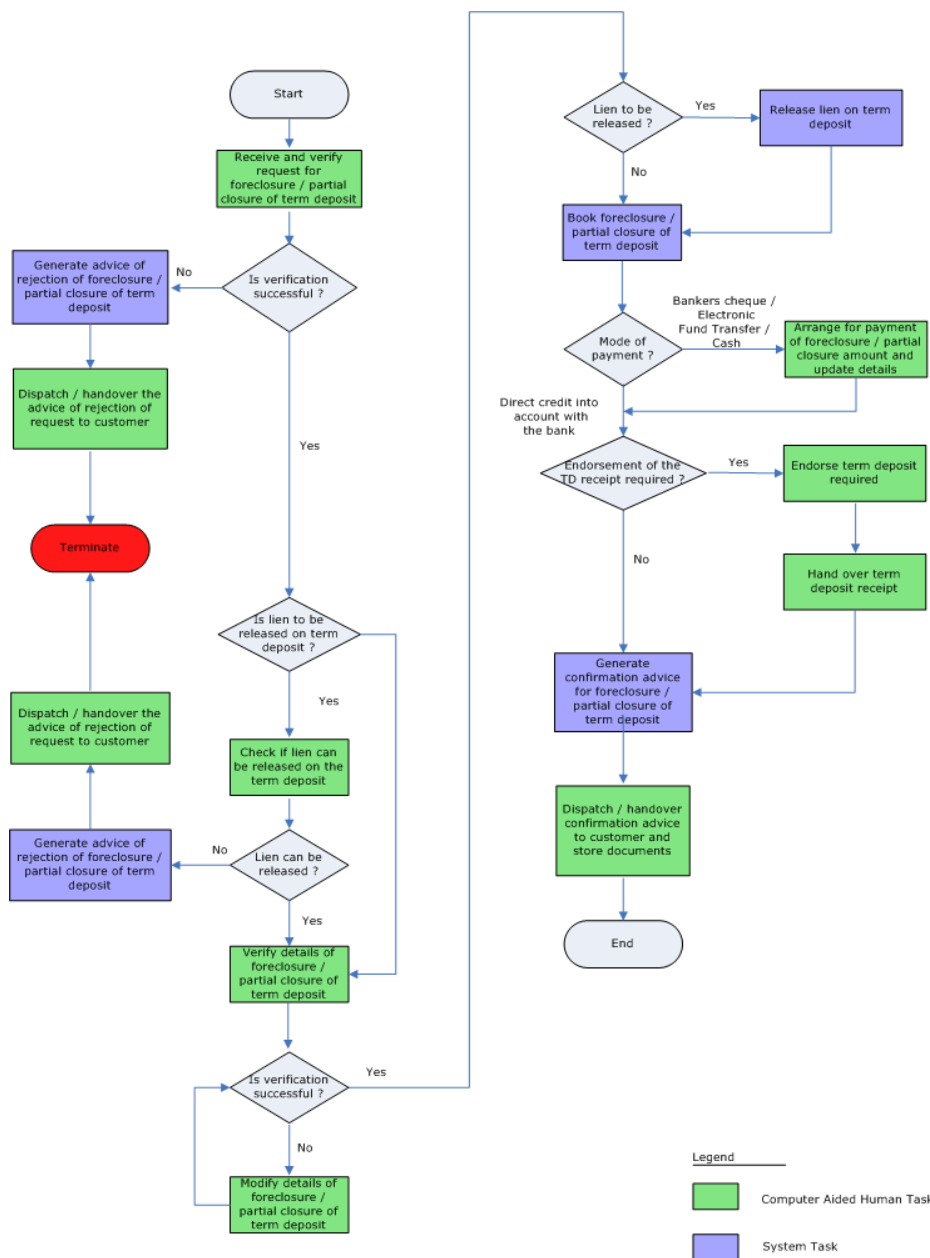 Start
Receive and verify
request for
foreclosure / partial
closure of term deposit
Is verification
successful ?
No
Generate advice of
rejection of foreclosure /
partial closure of term
deposit
Dispatch / handover the
advice of rejection of
request to customer
Terminate
Yes
Is lien to be
released on term
deposit ?
Yes
Check if lien can
be released on the
term deposit
Lien can be
released ?
No
Generate advice of
rejection of foreclosure /
partial closure of term
deposit
Dispatch / handover the
advice of rejection of
request to customer
Yes
Verify details of
foreclosure /
partial closure of
term deposit
Is verification
successful ?
Yes
No
Modify details of
foreclosure /
partial closure of
term deposit
Lien to be
released ?
Yes
Release lien on term
deposit
No
Book foreclosure /
partial closure of
term deposit
Mode of
payment ?
Bankers cheque /
Electronic
Fund Transfer /
Cash
Arrange for payment
of foreclosure / partial
closure amount and
update details
Direct credit into
account with
the bank
Endorsement of the
TD receipt required ?
Yes
Endorse term deposit
required
Hand over term
deposit receipt
No
Generate
confirmation advice
for foreclosure /
partial closure of
term deposit
Dispatch / handover
confirmation advice
to customer and
store documents
End
Legend
Computer Aided Human Task
System Task